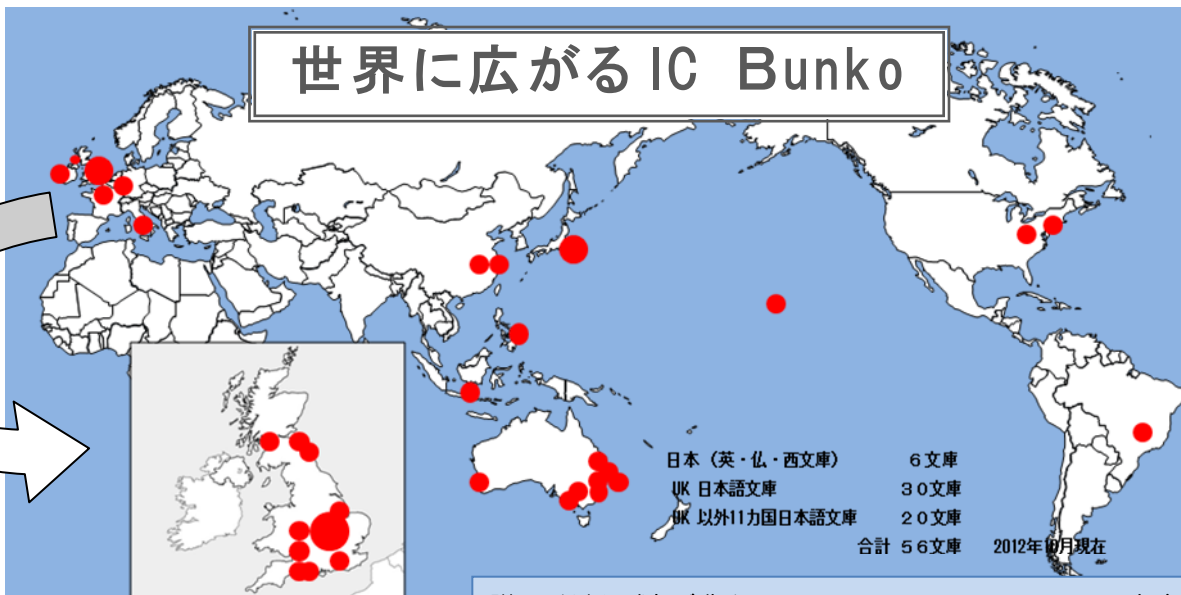 世界に広がるIC Bunko
日本（英・仏・西文庫） 6文庫
UK 日本語文庫 30文庫
UK 以外11カ国日本語文庫 20文庫
合計 56文庫 2012年10月現在